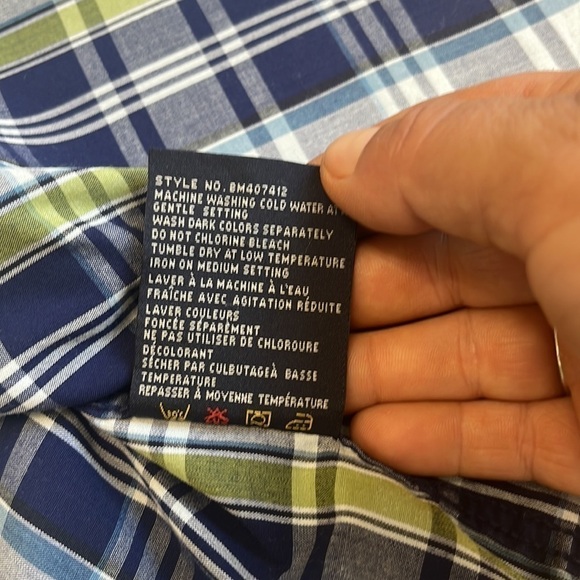 STYLE NO. BM407412
MACHINE WASHING COLD WATER AT
GENTLE SETTING
WASH DARK COLORS SEPARATELY
DO NOT CHLORINE BLEACH
TUMBLE DRY AT LOW TEMPERATURE
IRON ON MEDIUM SETTING
LAVER À LA MACHINE À L'EAU
FRAÎCHE AVEC AGITATION RÉDUITE
LAVER COULEURS
FONCÉE SÉPARÉMENT
NE PAS UTILISER DE CHLOROURE
DÉCOLORANT
SÉCHER PAR CULBUTAGEÀ BASSE
TEMPERATURE
REPASSER À MOYENNE TEMPÉRATURE